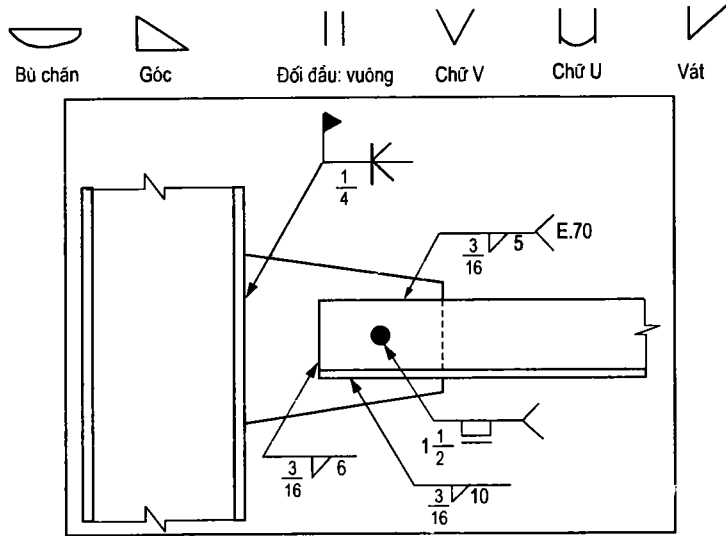 Bù chấn Góc Đối đầu: vuông Chữ V Chữ U Vát
1/4
3/16 5 E.70
1 1/2
3/16 6
3/16 10